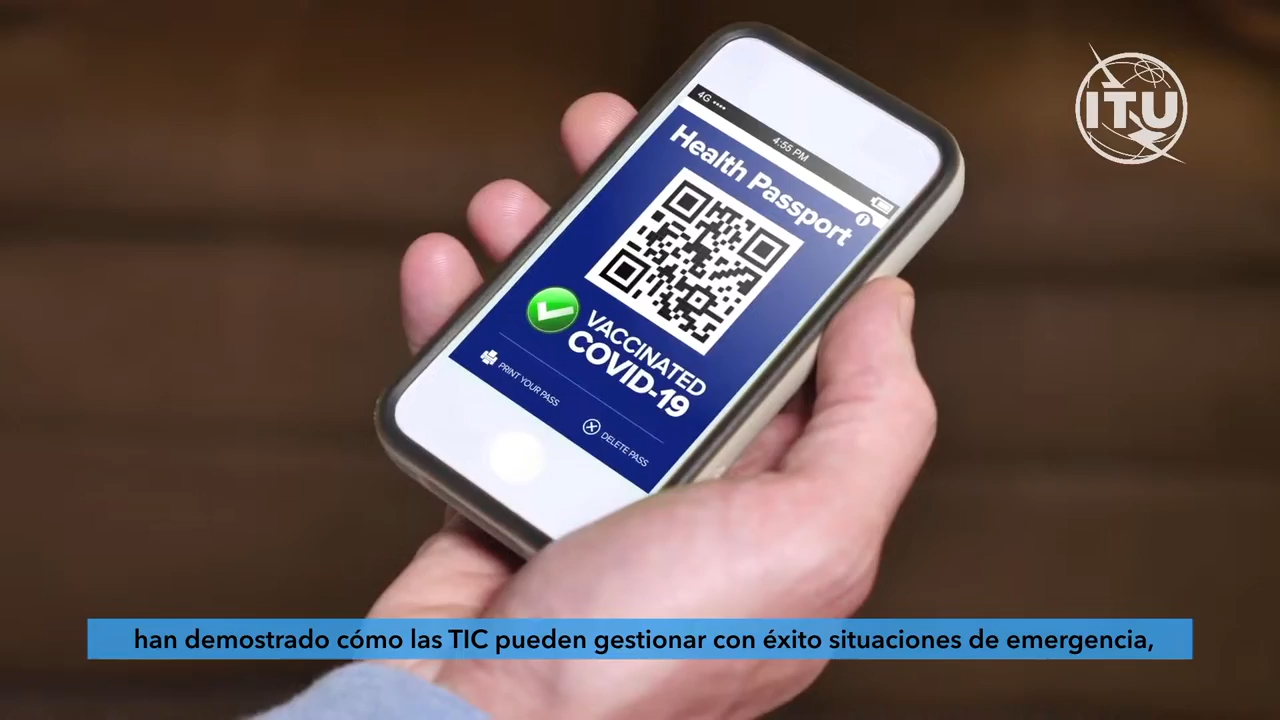 ITU
4G
4:55 PM
Health Passport
VACCINATED
COVID-19
PRINT YOUR PASS
DELETE PASS
han demostrado cómo las TIC pueden gestionar con éxito situaciones de emergencia,